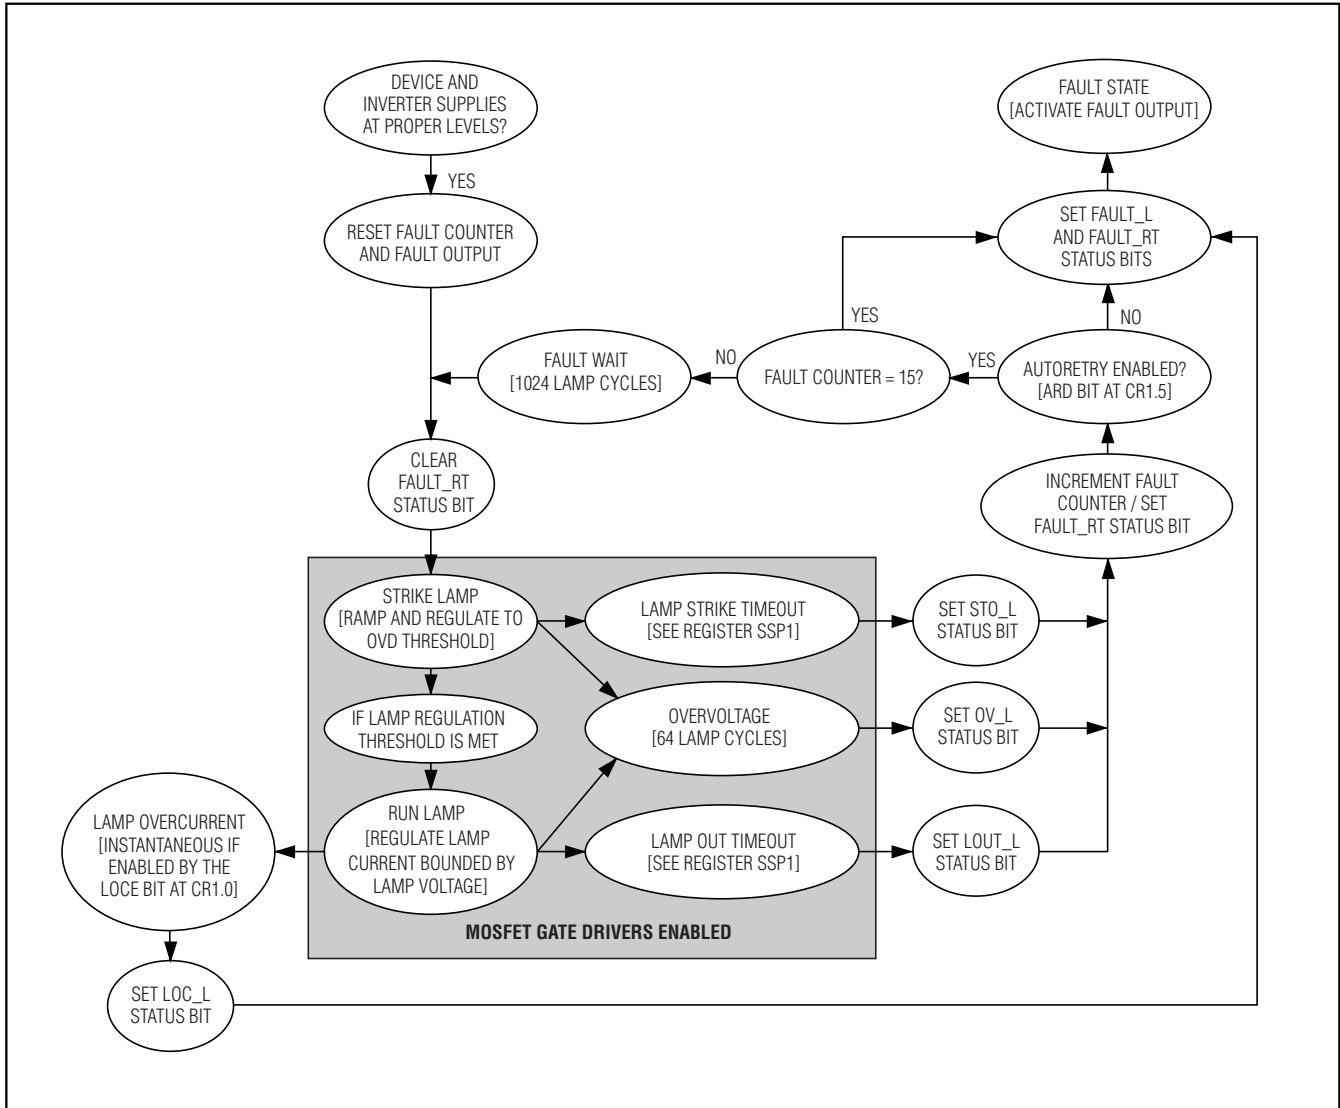 DEVICE AND
INVERTER SUPPLIES
AT PROPER LEVELS?
YES
RESET FAULT COUNTER
AND FAULT OUTPUT
FAULT STATE
[ACTIVATE FAULT OUTPUT]
SET FAULT_L
AND FAULT_RT
STATUS BITS
NO
YES
FAULT WAIT
[1024 LAMP CYCLES]
NO
FAULT COUNTER = 15?
YES
AUTORETRY ENABLED?
[ARD BIT AT CR1.5]
CLEAR
FAULT_RT
STATUS BIT
INCREMENT FAULT
COUNTER / SET
FAULT_RT STATUS BIT
STRIKE LAMP
[RAMP AND REGULATE TO
OVD THRESHOLD]
LAMP STRIKE TIMEOUT
[SEE REGISTER SSP1]
SET STO_L
STATUS BIT
IF LAMP REGULATION
THRESHOLD IS MET
OVERVOLTAGE
[64 LAMP CYCLES]
SET OV_L
STATUS BIT
LAMP OVERCURRENT
[INSTANTANEOUS IF
ENABLED BY THE
LOCE BIT AT CR1.0]
RUN LAMP
[REGULATE LAMP
CURRENT BOUNDED BY
LAMP VOLTAGE]
LAMP OUT TIMEOUT
[SEE REGISTER SSP1]
SET LOUT_L
STATUS BIT
MOSFET GATE DRIVERS ENABLED
SET LOC_L
STATUS BIT